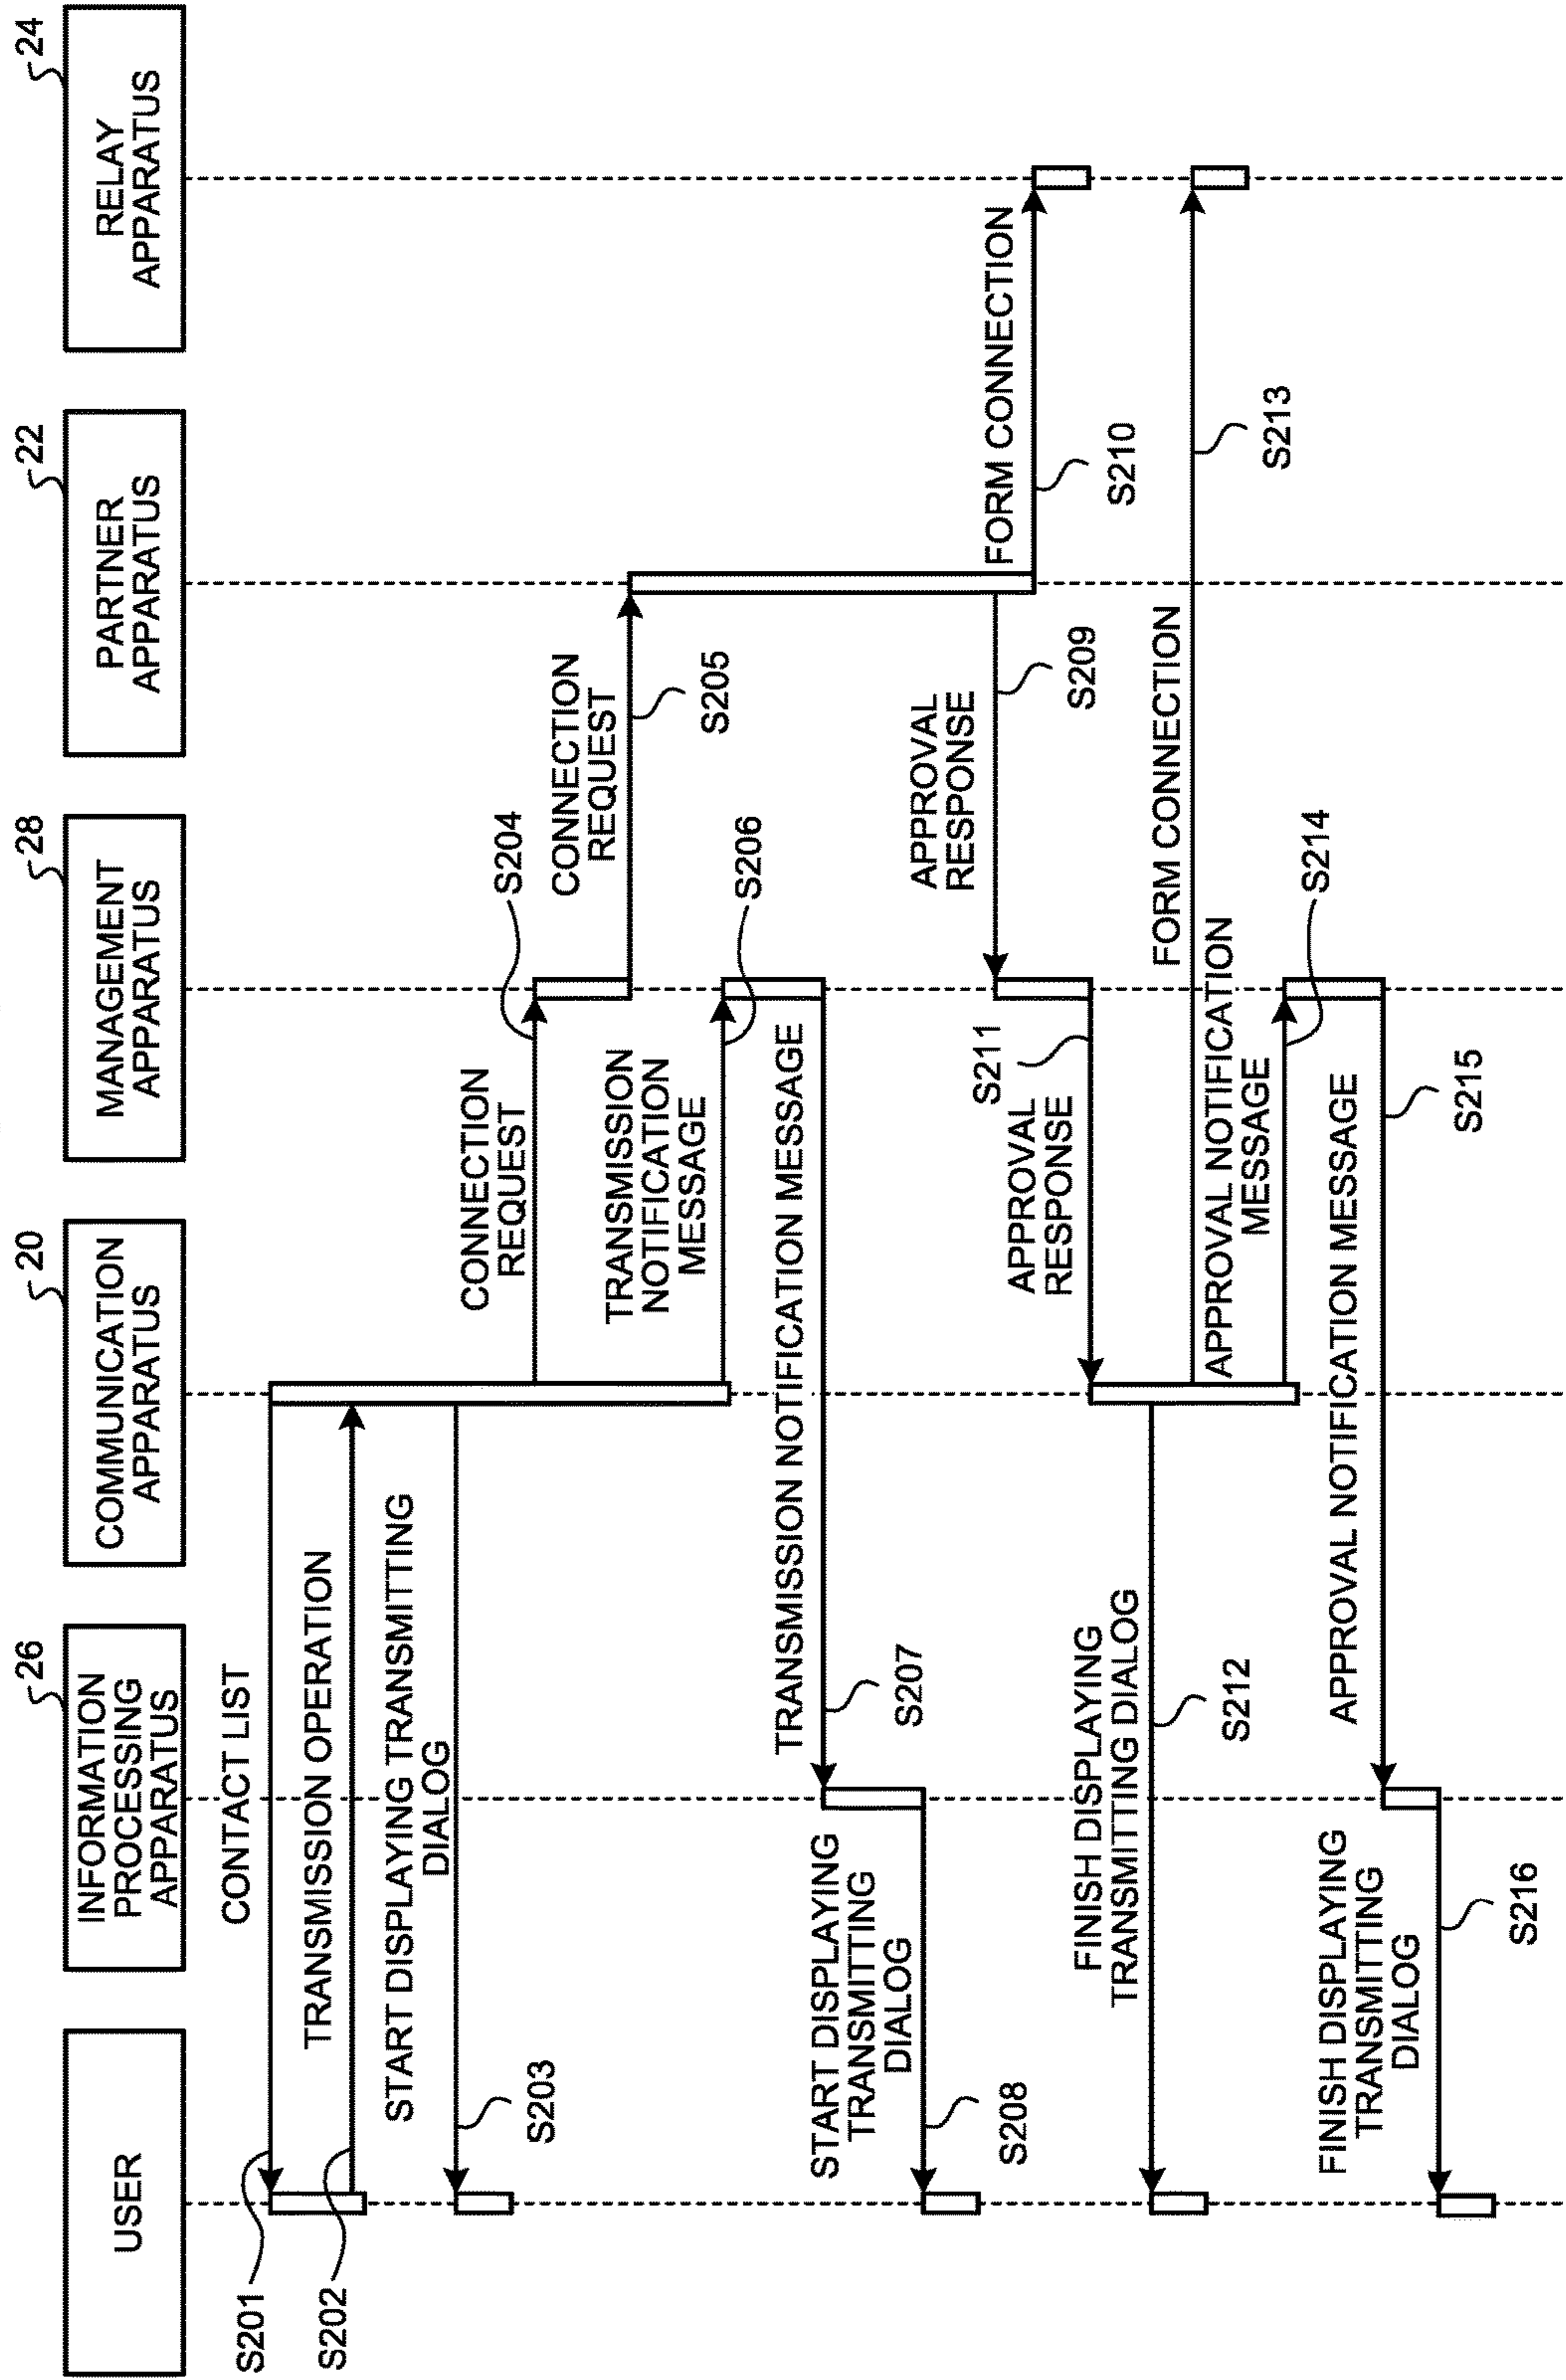 USER
INFORMATION
PROCESSING
APPARATUS
26
COMMUNICATION
APPARATUS
20
MANAGEMENT
APPARATUS
28
PARTNER
APPARATUS
22
RELAY
APPARATUS
24
S201
CONTACT LIST
S202
TRANSMISSION OPERATION
START DISPLAYING TRANSMITTING
DIALOG
S203
CONNECTION
REQUEST
S204
CONNECTION
REQUEST
S205
TRANSMISSION
NOTIFICATION
MESSAGE
S206
TRANSMISSION NOTIFICATION MESSAGE
S207
START DISPLAYING
TRANSMITTING
DIALOG
S208
APPROVAL
RESPONSE
S209
FORM CONNECTION
S210
APPROVAL
RESPONSE
S211
FINISH DISPLAYING
TRANSMITTING DIALOG
S212
FORM CONNECTION
S213
APPROVAL NOTIFICATION
MESSAGE
S214
APPROVAL NOTIFICATION MESSAGE
S215
FINISH DISPLAYING
TRANSMITTING
DIALOG
S216